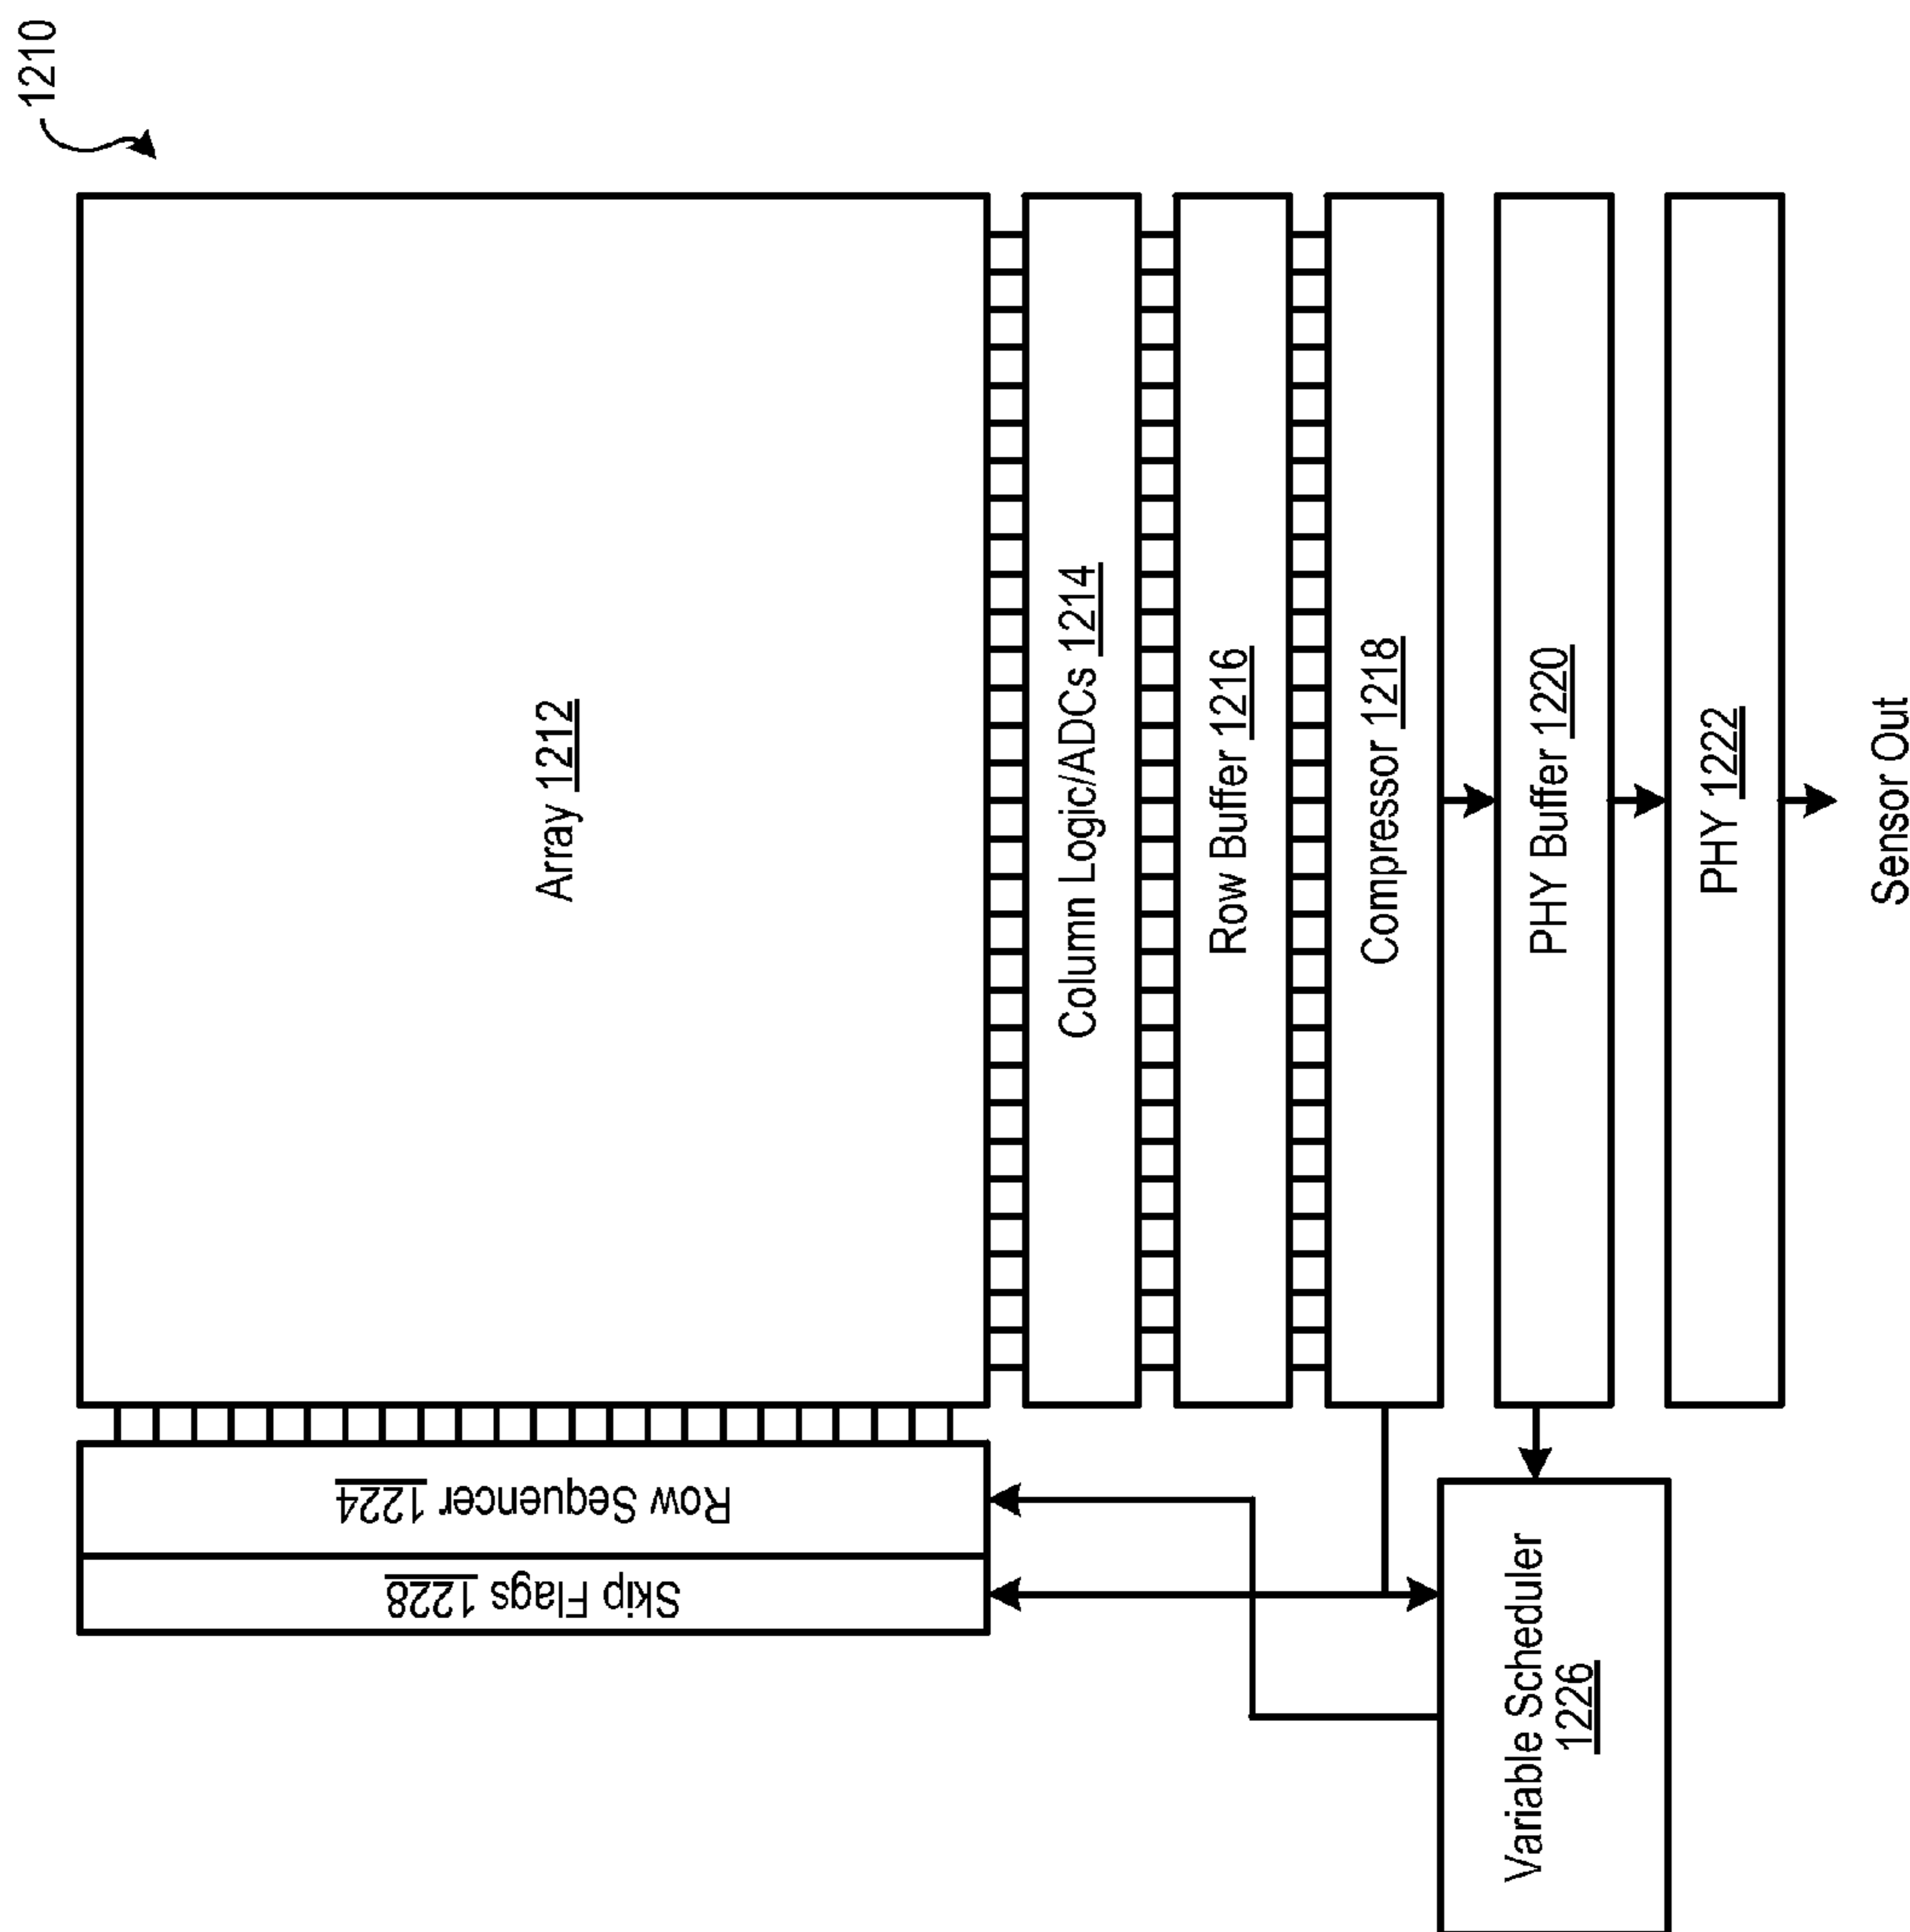 1210
Array 1212
Column Logic/ADCs 1214
Row Buffer 1216
Compressor 1218
PHY Buffer 1220
PHY 1222
Sensor Out
Row Sequencer 1224
Skip Flags 1228
Variable Scheduler
1226